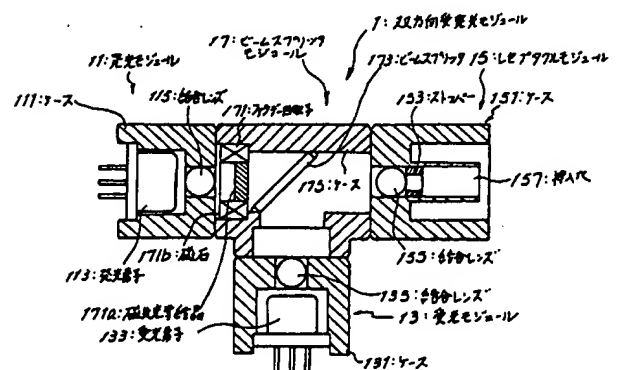 1:双方向発受光モジュール
17:ビームスプリッタ
モジュール
11:発光モジュール
173:ビームスプリッタ
15:レセプタクルモジュール
111:ケース
115:結合レンズ
171:ファラデー回転子
153:ストッパー
151:ケース
175:ケース
157:挿入穴
171b:磁石
113:発光素子
155:結合レンズ
171a:磁気光学結晶
135:結合レンズ
133:受光素子
13:受光モジュール
131:ケース